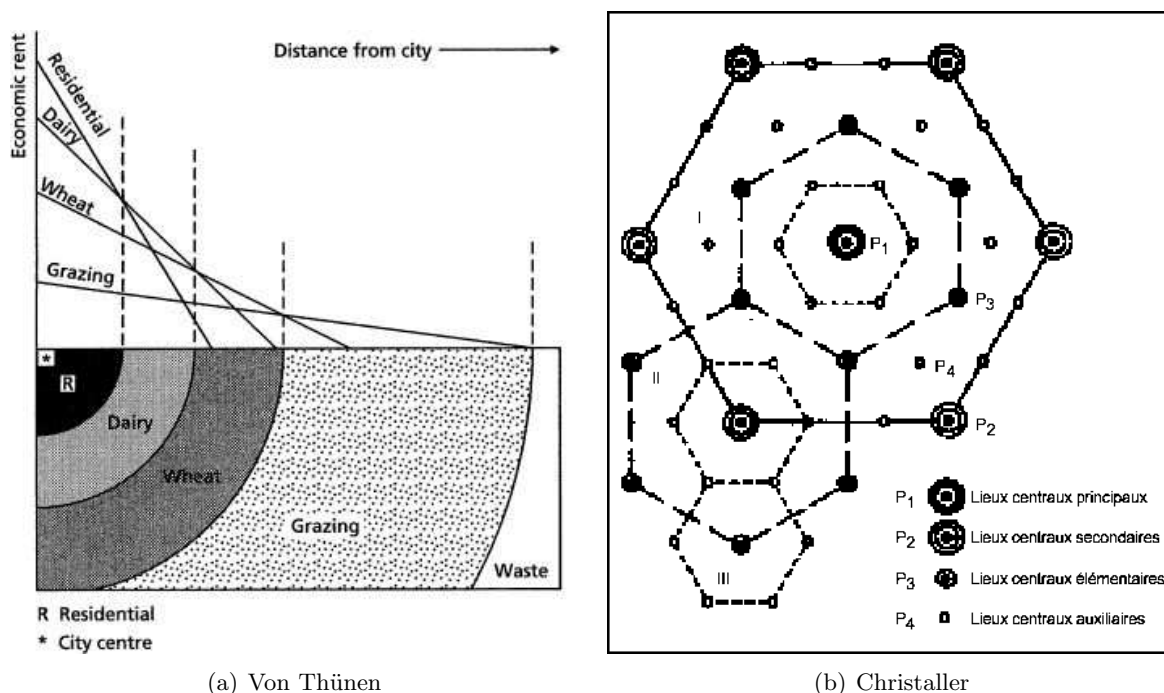 Economic rent
Distance from city
Residential
Dairy
Wheat
Grazing
*
R
Dairy
Wheat
Grazing
Waste
R Residential
* City centre
(a) Von Thünen
I
P1
P3
P4
II
P2
III
P1 Lieux centraux principaux
P2 Lieux centraux secondaires
P3 Lieux centraux élémentaires
P4 Lieux centraux auxiliaires
(b) Christaller